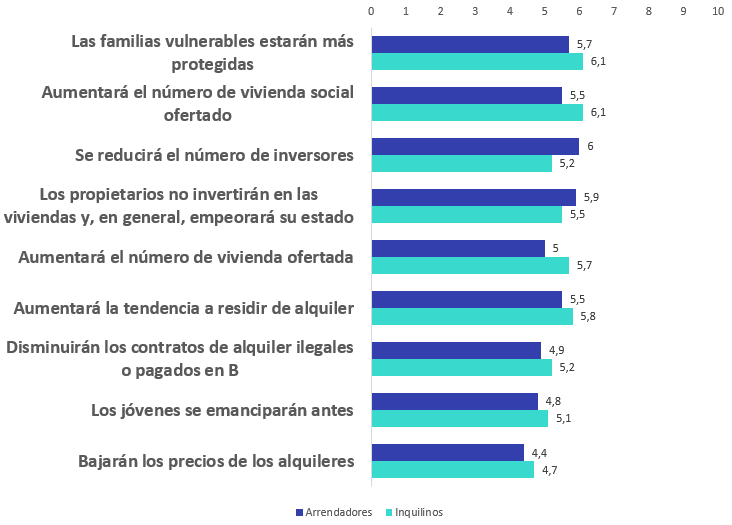 0 1 2 3 4 5 6 7 8 9 10
Las familias vulnerables estarán más
protegidas
5,7
6,1
Aumentará el número de vivienda social
ofertado
5,5
6,1
Se reducirá el número de inversores
6
5,2
Los propietarios no invertirán en las
viviendas y, en general, empeorará su estado
5,9
5,5
Aumentará el número de vivienda ofertada
5
5,7
Aumentará la tendencia a residir de alquiler
5,5
5,8
Disminuirán los contratos de alquiler ilegales
o pagados en B
4,9
5,2
Los jóvenes se emanciparán antes
4,8
5,1
Bajarán los precios de los alquileres
4,4
4,7
Arrendadores Inquilinos